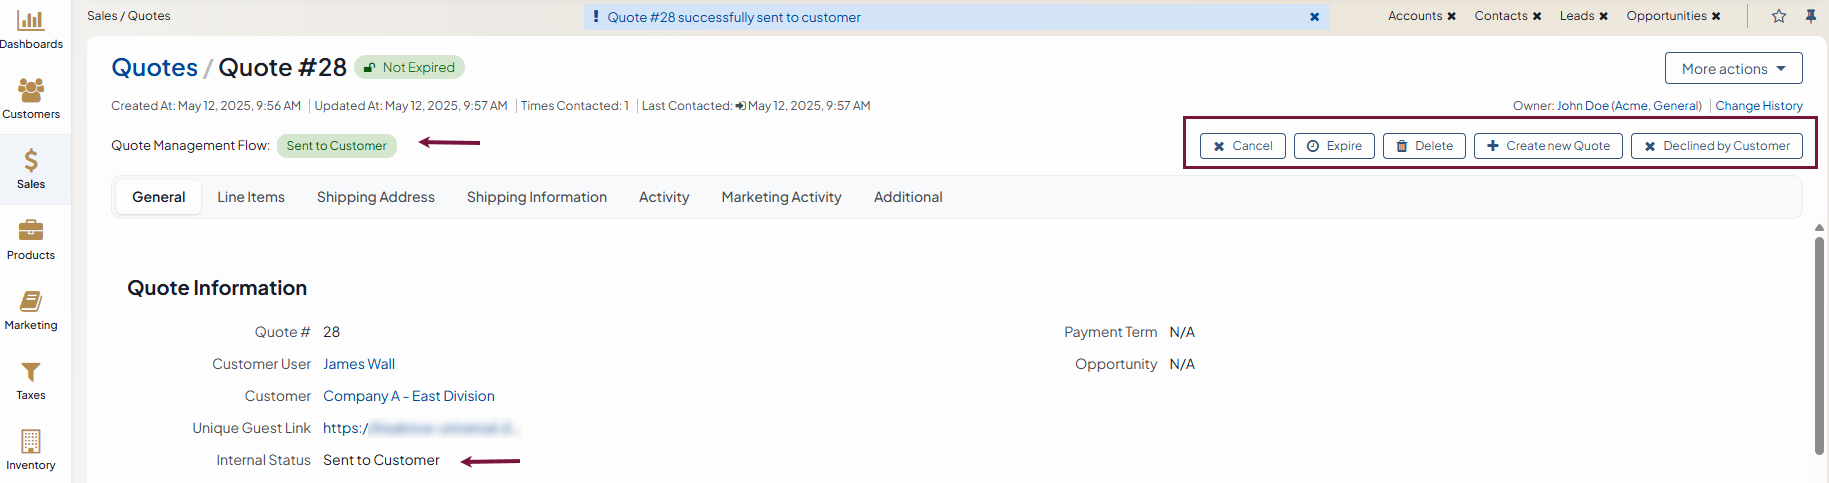 Sales / Quotes
! Quote #28 successfully sent to customer
Accounts Contacts Leads Opportunities
Dashboards
Customers
Sales
Products
Marketing
Taxes
Inventory
Quotes / Quote #28 Not Expired
More actions
Created At: May 12, 2025, 9:56 AM | Updated At: May 12, 2025, 9:57 AM | Times Contacted: 1 | Last Contacted: May 12, 2025, 9:57 AM
Owner: John Doe (Acme, General) | Change History
Quote Management Flow: Sent to Customer
Cancel Expire Delete Create new Quote Declined by Customer
General Line Items Shipping Address Shipping Information Activity Marketing Activity Additional
Quote Information
Quote # 28
Customer User James Wall
Customer Company A - East Division
Unique Guest Link https:/
Internal Status Sent to Customer
Payment Term N/A
Opportunity N/A